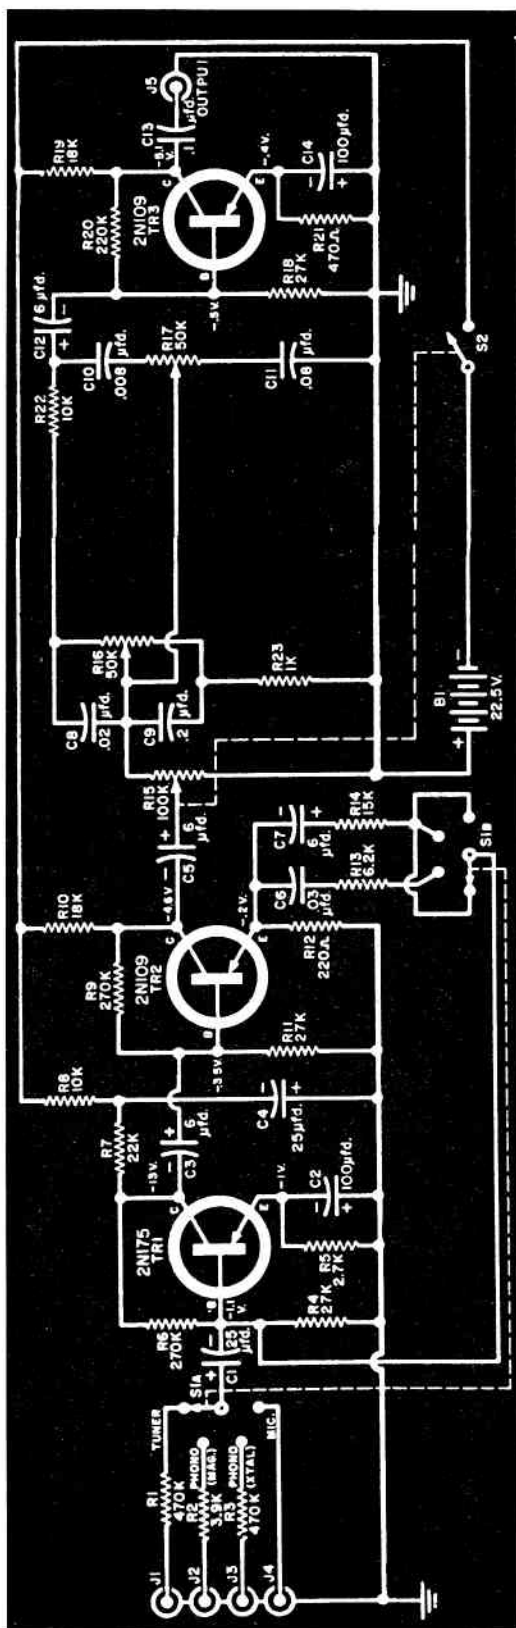 J1
J2
J3
J4
R1
470K
R2
3.9K
R3
470K
TUNER
PHONO
(MAG.)
PHONO
(XTAL)
MIC.
S1A
+
C1
25
µfd.
-
R6
270K
B
-1.1
V.
2N175
TR1
C
-13V.
E
-1V.
R4
27K
R5
2.7K
C2
100µfd.
-
+
R7
22K
R8
10K
-
C3
+
6
µfd.
C4
-
25µfd.
+
R9
270K
R10
18K
B
-.35V.
2N109
TR2
C
-4.6V.
E
-.2V.
R11
27K
R12
220Ω
C5
-
+
6
µfd.
C6
.03
µfd.
C7
-
6
+
µfd.
R13
6.2K
R14
15K
S1B
R15
100K
C8
.02
µfd.
C9
.2
µfd.
R16
50K
R23
1K
+
B1
-
22.5V.
S2
R22
10K
C12
6 µfd.
+
-
C10
.008
µfd.
R17
50K
C11
.08
µfd.
R18
27K
R19
18K
R20
220K
2N109
TR3
B
-.5V.
C
-5.1
V.
E
-.4V.
R21
470Ω
C14
-
+
100µfd.
C13
.1
µfd.
J5
OUTPUT